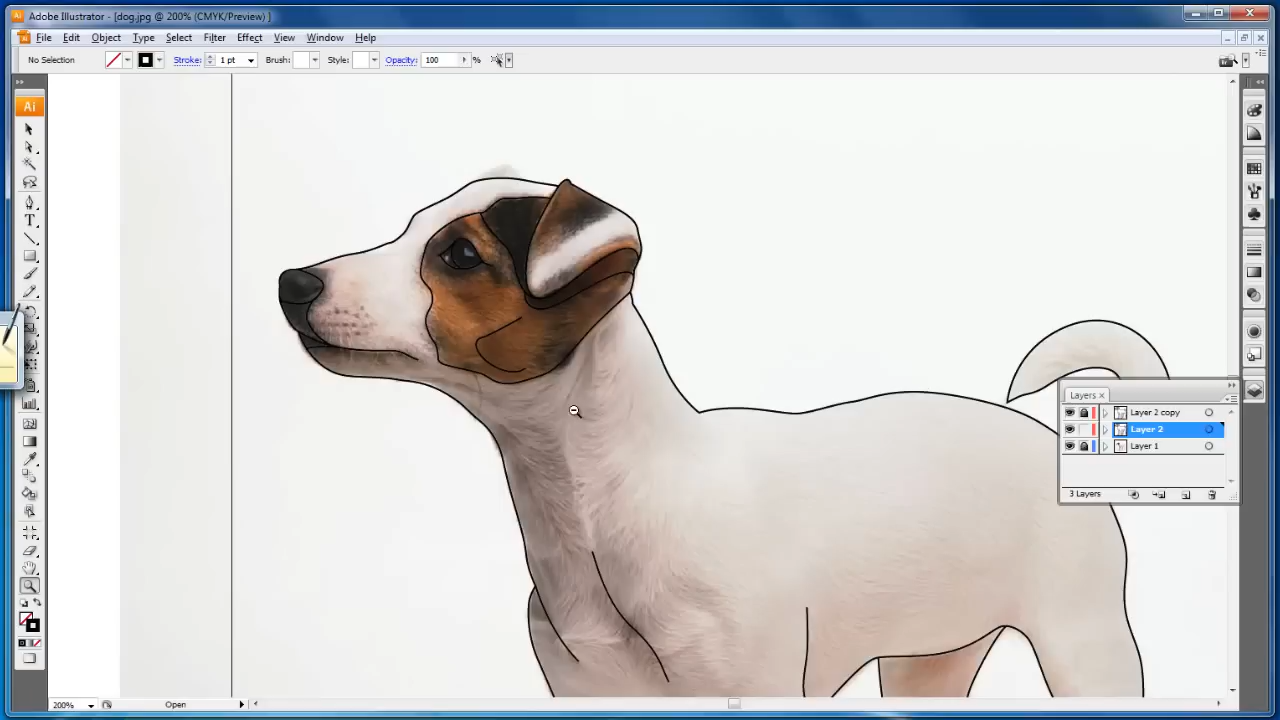 Adobe Illustrator - [dog.jpg @ 200% (CMYK/Preview) ]
File Edit Object Type Select Filter Effect View Window Help
No Selection Stroke: 1 pt Brush: Style: Opacity: 100 %
Ai
T
Layers ×
Layer 2 copy
Layer 2
Layer 1
3 Layers
200% Open